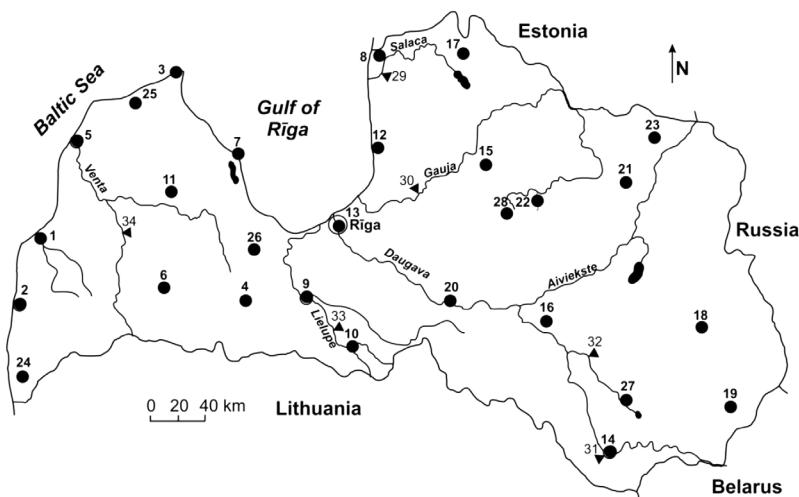 Estonia
Salaca
17
8
29
N
3
25
Baltic Sea
Gulf of
Rīga
5
7
12
23
15
Gauja
30
21
Venta
11
28
22
13
Rīga
34
1
26
Russia
Daugava
Aiviekste
2
6
4
9
20
33
Lielupe
10
16
18
32
24
27
19
0 20 40 km
Lithuania
31
14
Belarus